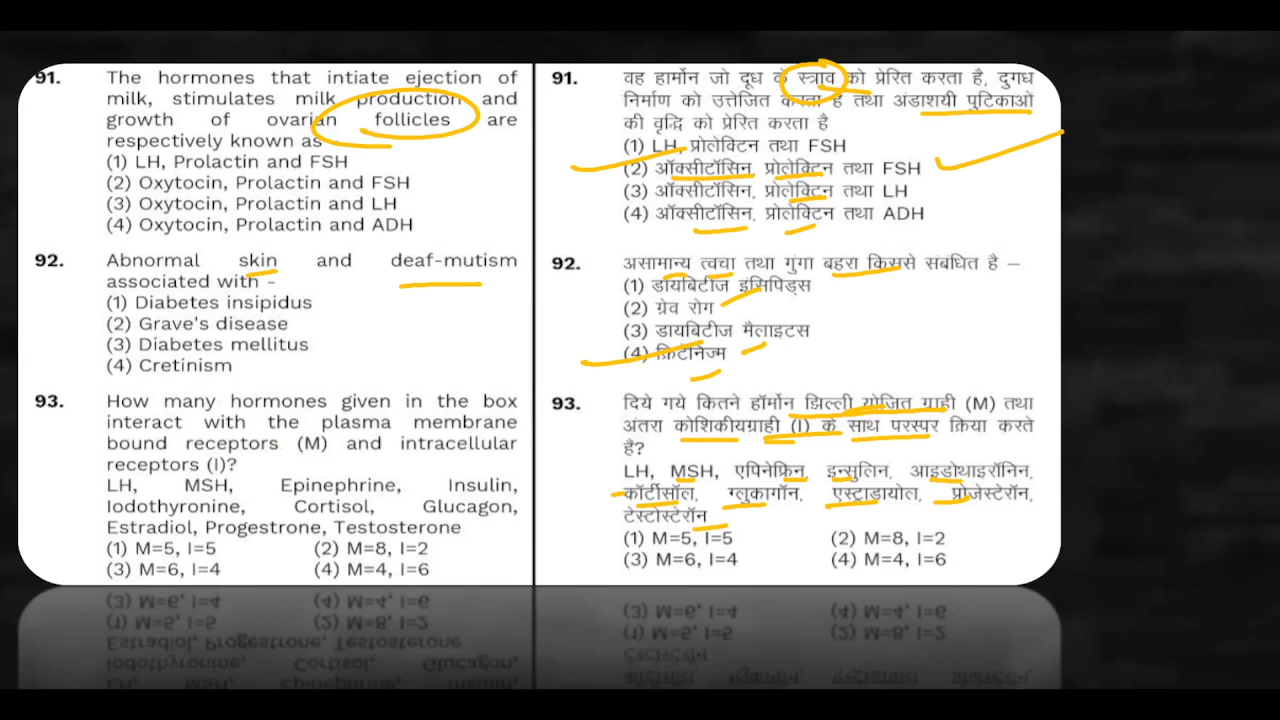 91. The hormones that intiate ejection of
milk, stimulates milk production and
growth of ovarian follicles are
respectively known as
(1) LH, Prolactin and FSH
(2) Oxytocin, Prolactin and FSH
(3) Oxytocin, Prolactin and LH
(4) Oxytocin, Prolactin and ADH
92. Abnormal skin and deaf-mutism
associated with -
(1) Diabetes insipidus
(2) Grave's disease
(3) Diabetes mellitus
(4) Cretinism
93. How many hormones given in the box
interact with the plasma membrane
bound receptors (M) and intracellular
receptors (I)?
LH, MSH, Epinephrine, Insulin,
Iodothyronine, Cortisol, Glucagon,
Estradiol, Progestrone, Testosterone
(1) M=5, I=5 (2) M=8, I=2
(3) M=6, I=4 (4) M=4, I=6
91. वह हार्मोन जो दूध के स्त्राव को प्रेरित करता है, दुगध
निर्माण को उत्तेजित करता है तथा अंडाशयी पुटिकाओं
की वृद्वि को प्रेरित करता है
(1) LH, प्रोलेक्टिन तथा FSH
(2) ऑक्सीटॉसिन, प्रोलेक्टिन तथा FSH
(3) ऑक्सीटॉसिन, प्रोलेक्टिन तथा LH
(4) ऑक्सीटॉसिन, प्रोलेक्टिन तथा ADH
92. असामान्य त्वचा तथा गुंगा बहरा किससे संबंधित है –
(1) डायबिटीज इंसिपिड्स
(2) ग्रेव रोग
(3) डायबिटीज मैलाइटस
(4) क्रिटेनिज्म
93. दिये गये कितने हॉर्मोन झिल्ली योजित ग्राही (M) तथा
अंतरा कोशिकीयग्राही (I) के साथ परस्पर क्रिया करते
हैं?
LH, MSH, एपिनेफ्रिन, इन्सुलिन, आइडोथाइरॉनिन,
कॉर्टीसॉल, ग्लुकागॉन, एस्ट्राडायोल, प्रोजेस्टेरॉन,
टेस्टोस्टेरॉन
(1) M=5, I=5 (2) M=8, I=2
(3) M=6, I=4 (4) M=4, I=6